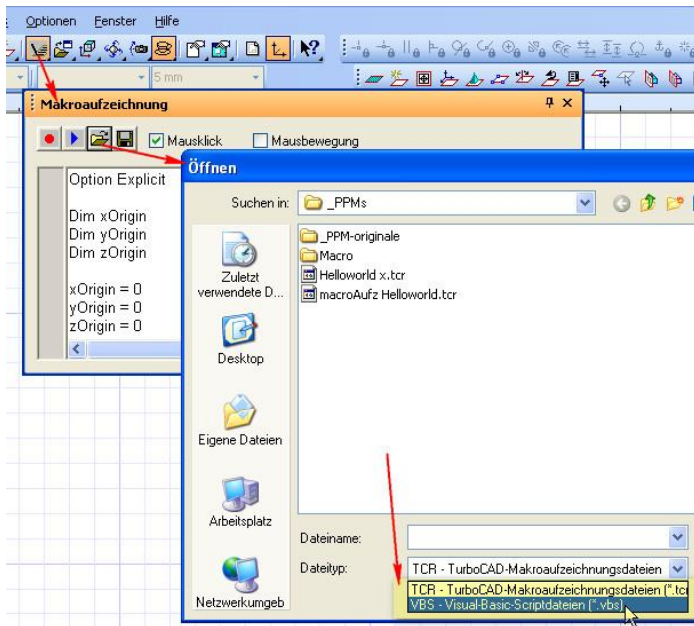 Optionen Fenster Hilfe
5 mm
Makroaufzeichnung
Mausklick Mausbewegung
Option Explicit
Dim xOrigin
Dim yOrigin
Dim zOrigin
xOrigin = 0
yOrigin = 0
zOrigin = 0
Öffnen
Suchen in: _PPMs
_PPM-originale
Macro
Helloworld x.tcr
macroAufz Helloworld.tcr
Zuletzt
verwendete D...
Desktop
Eigene Dateien
Arbeitsplatz
Netzwerkumgeb
Dateiname:
Dateityp: TCR - TurboCAD-Makroaufzeichnungsdateien
TCR - TurboCAD-Makroaufzeichnungsdateien (*.tcr
VBS - Visual-Basic-Scriptdateien (*.vbs)